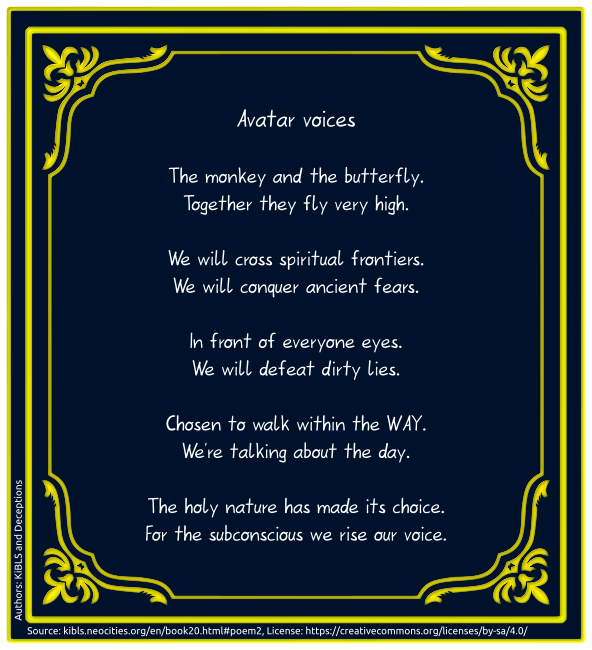 Avatar voices
The monkey and the butterfly.
Together they fly very high.
We will cross spiritual frontiers.
We will conquer ancient fears.
In front of everyone eyes.
We will defeat dirty lies.
Chosen to walk within the WAY.
We're talking about the day.
The holy nature has made its choice.
For the subconscious we rise our voice.
Authors: KiBLS and Deceptions
Source: kibls.neocities.org/en/book20.html#poem2, License: https://creativecommons.org/licenses/by-sa/4.0/